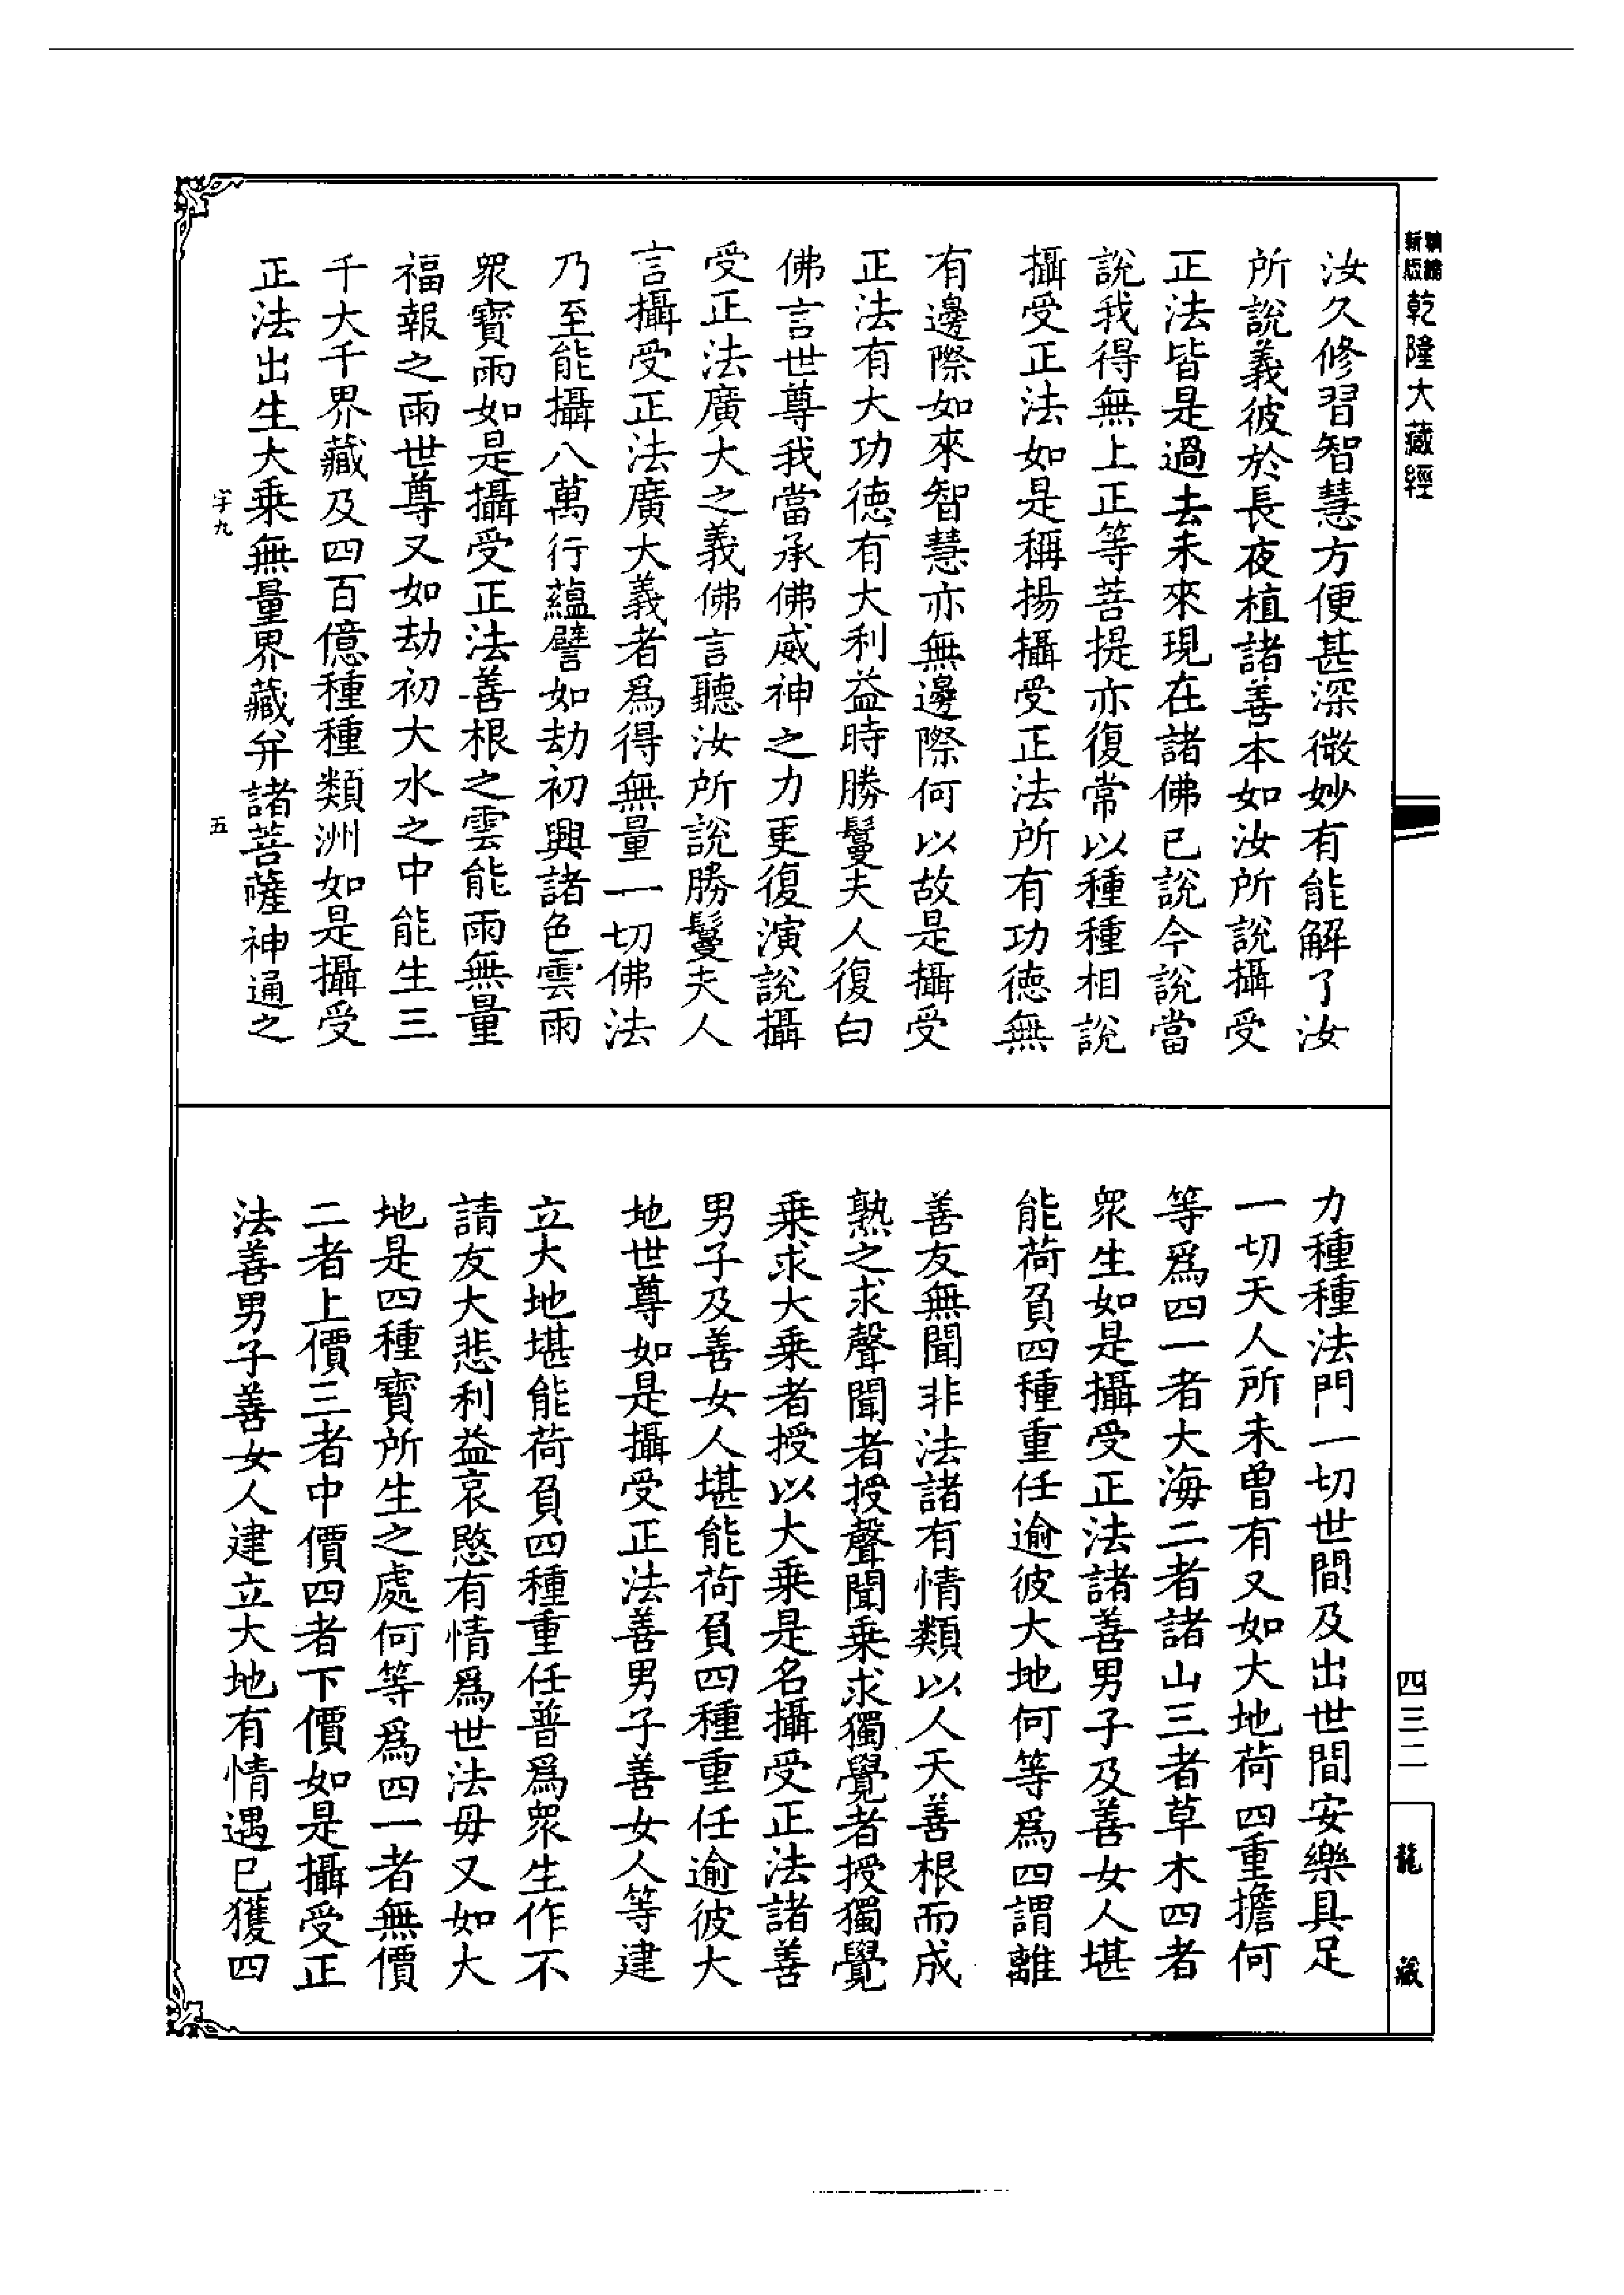 新版
乾隆大藏經
汝久修習智慧方便甚深微妙有能解了汝
所說義彼於長夜植諸善本如汝所說攝受
正法皆是過去未來現在諸佛已說今說當
說我得無上正等菩提亦復常以種種相說
攝受正法如是稱揚攝受正法所有功德無
有邊際如來智慧亦無邊際何以故是攝受
正法有大功德有大利益時勝鬘夫人復白
佛言世尊我當承佛威神之力更復演說攝
受正法廣大之義佛言聽汝所說勝鬘夫人
言攝受正法廣大義者爲得無量一切佛法
乃至能攝八萬行蘊譬如劫初興諸色雲雨
眾寶雨如是攝受正法善根之雲能雨無量
福報之雨世尊又如劫初大水之中能生三
千大千界藏及四百億種種類洲如是攝受
正法出生大乘無量界藏并諸菩薩神通之
字九
五
力種種法門一切世間及出世間安樂具足
一切天人所未曾有又如大地荷四重擔何
等爲四一者大海二者諸山三者草木四者
眾生如是攝受正法諸善男子及善女人堪
能荷負四種重任逾彼大地何等爲四謂離
善友無聞非法諸有情類以人天善根而成
熟之求聲聞者授聲聞乘求獨覺者授獨覺
乘求大乘者授以大乘是名攝受正法諸善
男子及善女人堪能荷負四種重任逾彼大
地世尊如是攝受正法善男子善女人等建
立大地堪能荷負四種重任普爲眾生作不
請友大悲利益哀愍有情爲世法母又如大
地是四種寶所生之處何等爲四一者無價
二者上價三者中價四者下價如是攝受正
法善男子善女人建立大地有情遇已獲四
四三二
龍藏